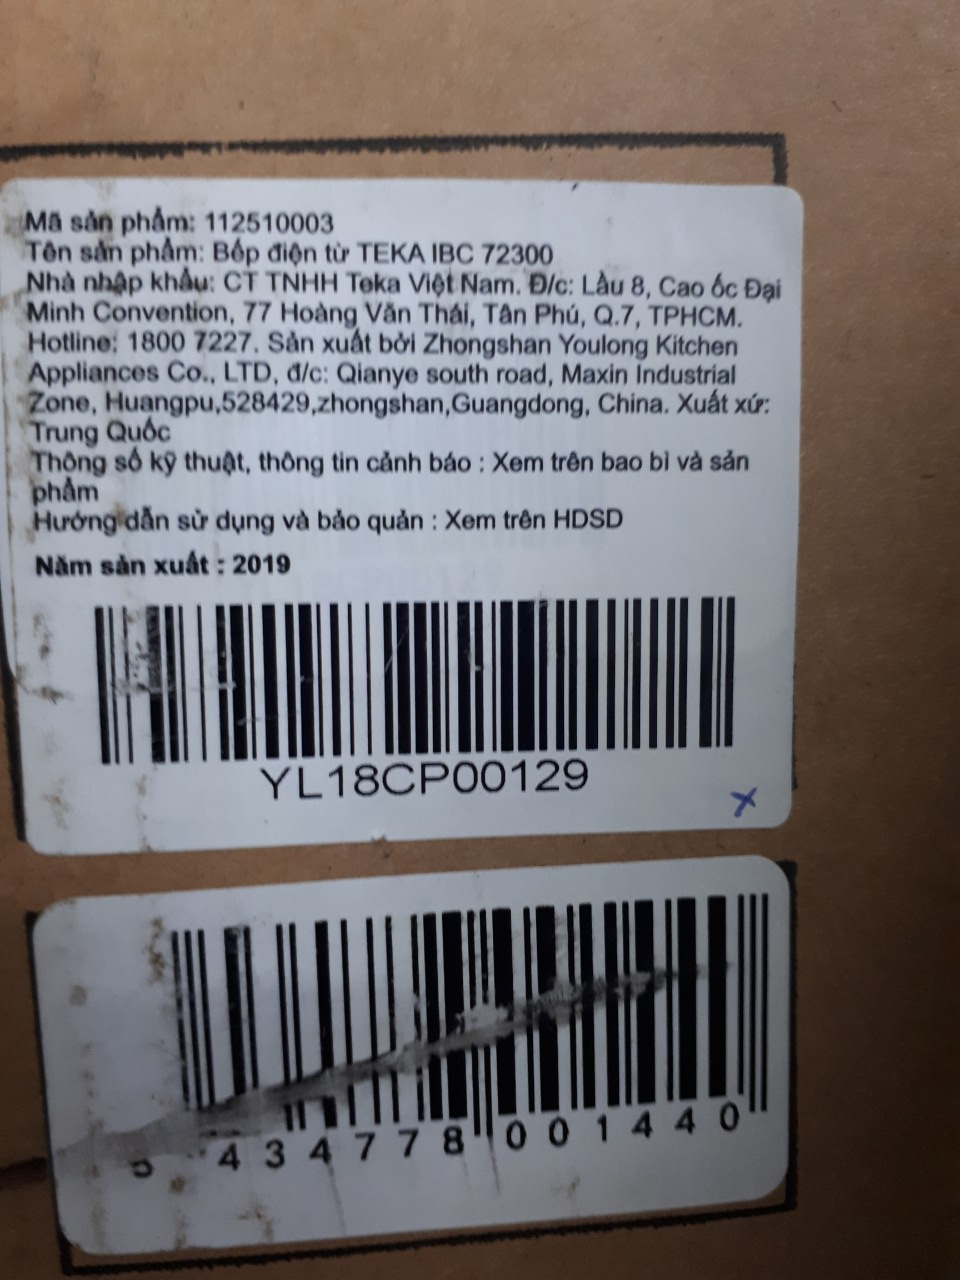 Mã sản phẩm: 112510003
Tên sản phẩm: Bếp điện từ TEKA IBC 72300
Nhà nhập khẩu: CT TNHH Teka Việt Nam. Đ/c: Lầu 8, Cao ốc Đại
Minh Convention, 77 Hoàng Văn Thái, Tân Phú, Q.7, TPHCM.
Hotline: 1800 7227. Sản xuất bởi Zhongshan Youlong Kitchen
Appliances Co., LTD, đ/c: Qianye south road, Maxin Industrial
Zone, Huangpu,528429,zhongshan,Guangdong, China. Xuất xứ:
Trung Quốc
Thông số kỹ thuật, thông tin cảnh báo : Xem trên bao bì và sản
phẩm
Hướng dẫn sử dụng và bảo quản : Xem trên HDSD
Năm sản xuất : 2019
YL18CP00129
434778 001440